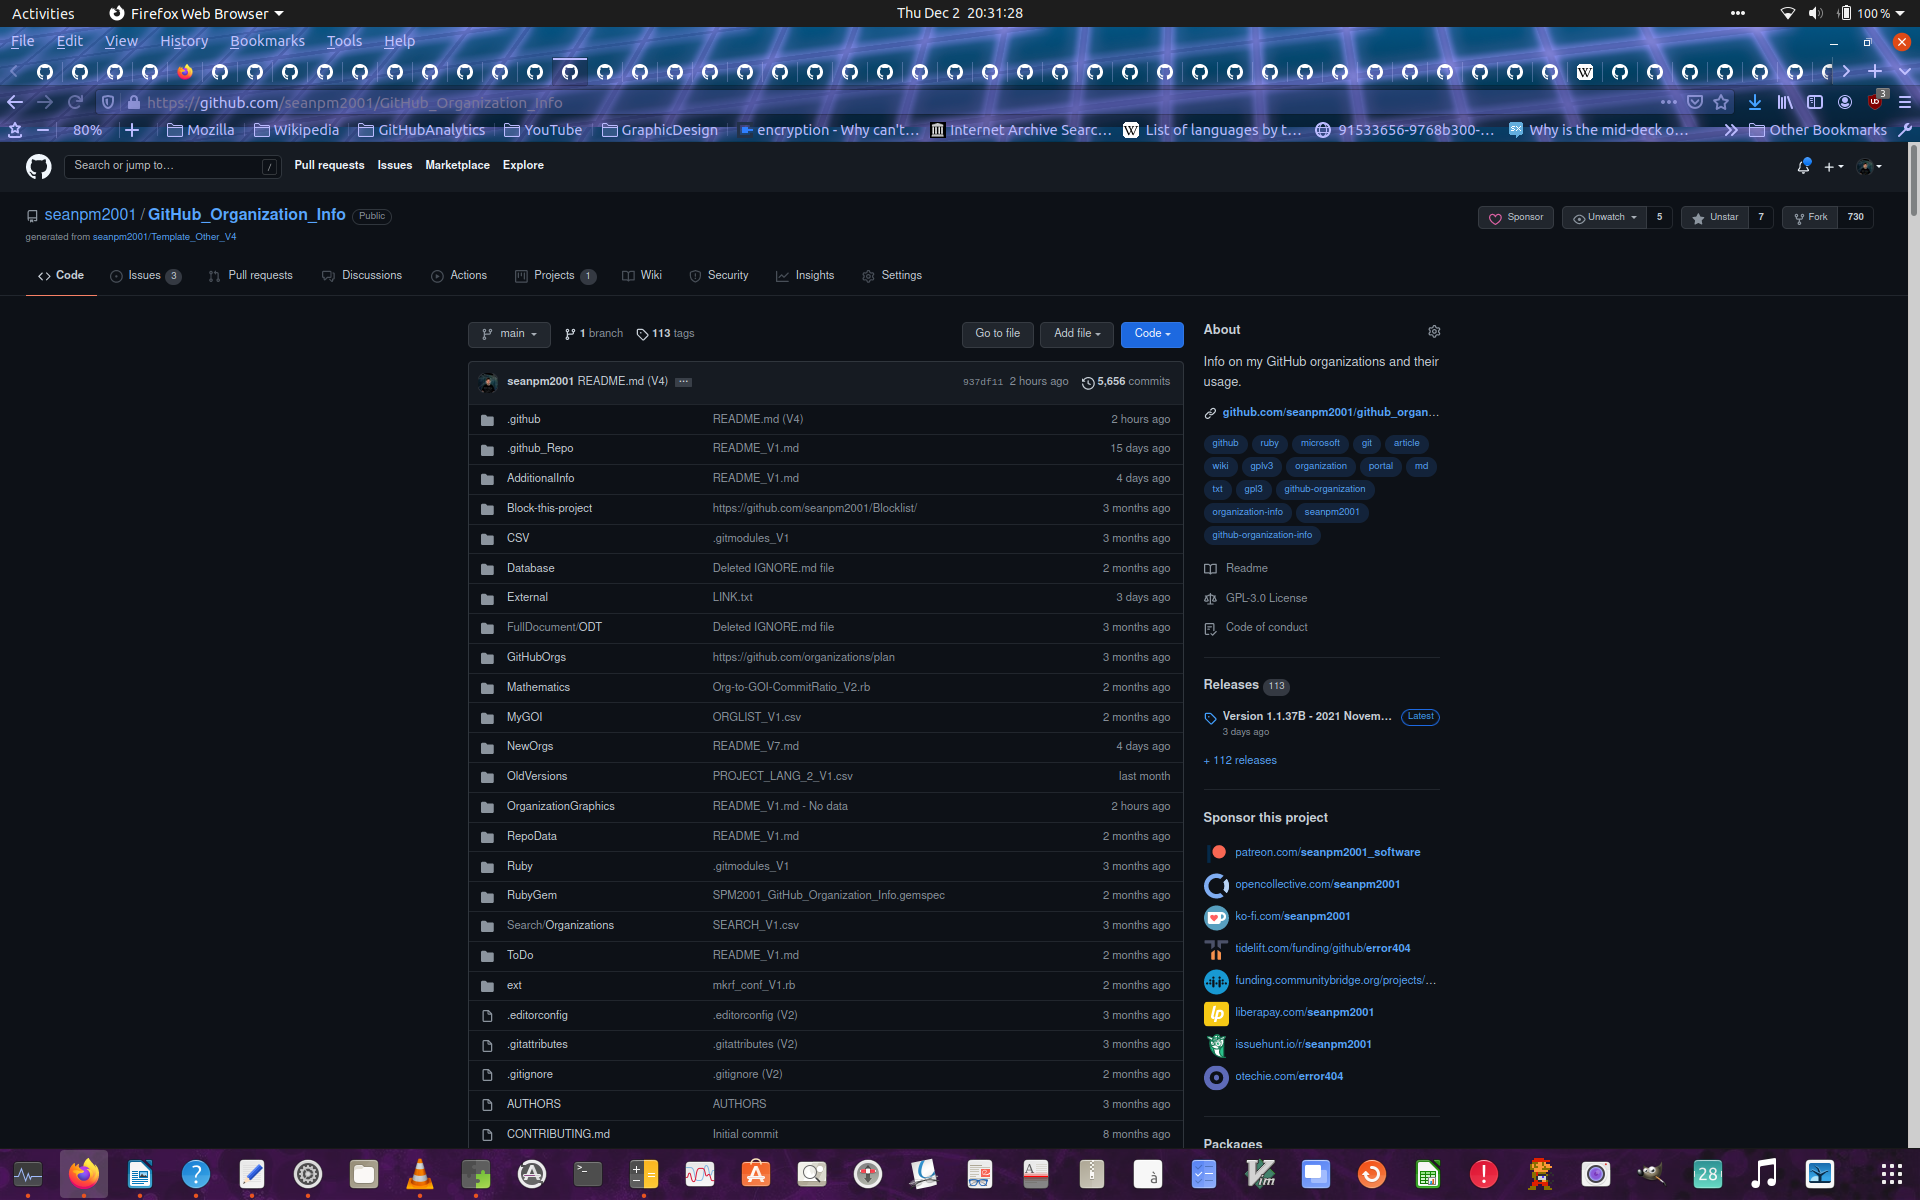 Activities Firefox Web Browser Thu Dec 2 20:31:28 100 %
File Edit View History Bookmarks Tools Help
https://github.com/seanpm2001/GitHub_Organization_Info 3
80% Mozilla Wikipedia GitHubAnalytics YouTube GraphicDesign encryption - Why can't... Internet Archive Searc... List of languages by t... 91533656-9768b300-... Why is the mid-deck o... Other Bookmarks
Search or jump to... / Pull requests Issues Marketplace Explore
seanpm2001 / GitHub_Organization_Info Public Sponsor Unwatch 5 Unstar 7 Fork 730
generated from seanpm2001/Template_Other_V4
Code Issues 3 Pull requests Discussions Actions Projects 1 Wiki Security Insights Settings
main 1 branch 113 tags Go to file Add file Code
seanpm2001 README.md (V4) ... 937df11 2 hours ago 5,656 commits
.github README.md (V4) 2 hours ago
.github_Repo README_V1.md 15 days ago
AdditionalInfo README_V1.md 4 days ago
Block-this-project https://github.com/seanpm2001/Blocklist/ 3 months ago
CSV .gitmodules_V1 3 months ago
Database Deleted IGNORE.md file 2 months ago
External LINK.txt 3 days ago
FullDocument/ODT Deleted IGNORE.md file 3 months ago
GitHubOrgs https://github.com/organizations/plan 3 months ago
Mathematics Org-to-GOI-CommitRatio_V2.rb 2 months ago
MyGOI ORGLIST_V1.csv 2 months ago
NewOrgs README_V7.md 4 days ago
OldVersions PROJECT_LANG_2_V1.csv last month
OrganizationGraphics README_V1.md - No data 2 hours ago
RepoData README_V1.md 2 months ago
Ruby .gitmodules_V1 3 months ago
RubyGem SPM2001_GitHub_Organization_Info.gemspec 2 months ago
Search/Organizations SEARCH_V1.csv 3 months ago
ToDo README_V1.md 2 months ago
ext mkrf_conf_V1.rb 2 months ago
.editorconfig .editorconfig (V2) 3 months ago
.gitattributes .gitattributes (V2) 3 months ago
.gitignore .gitignore (V2) 2 months ago
AUTHORS AUTHORS 3 months ago
CONTRIBUTING.md Initial commit 8 months ago
About
Info on my GitHub organizations and their
usage.
github.com/seanpm2001/github_organ...
github ruby microsoft git article
wiki gplv3 organization portal md
txt gpl3 github-organization
organization-info seanpm2001
github-organization-info
Readme
GPL-3.0 License
Code of conduct
Releases 113
Version 1.1.37B - 2021 Novem... Latest
3 days ago
+ 112 releases
Sponsor this project
patreon.com/seanpm2001_software
opencollective.com/seanpm2001
ko-fi.com/seanpm2001
tidelift.com/funding/github/error404
funding.communitybridge.org/projects/...
liberapay.com/seanpm2001
issuehunt.io/r/seanpm2001
otechie.com/error404
Packages
28